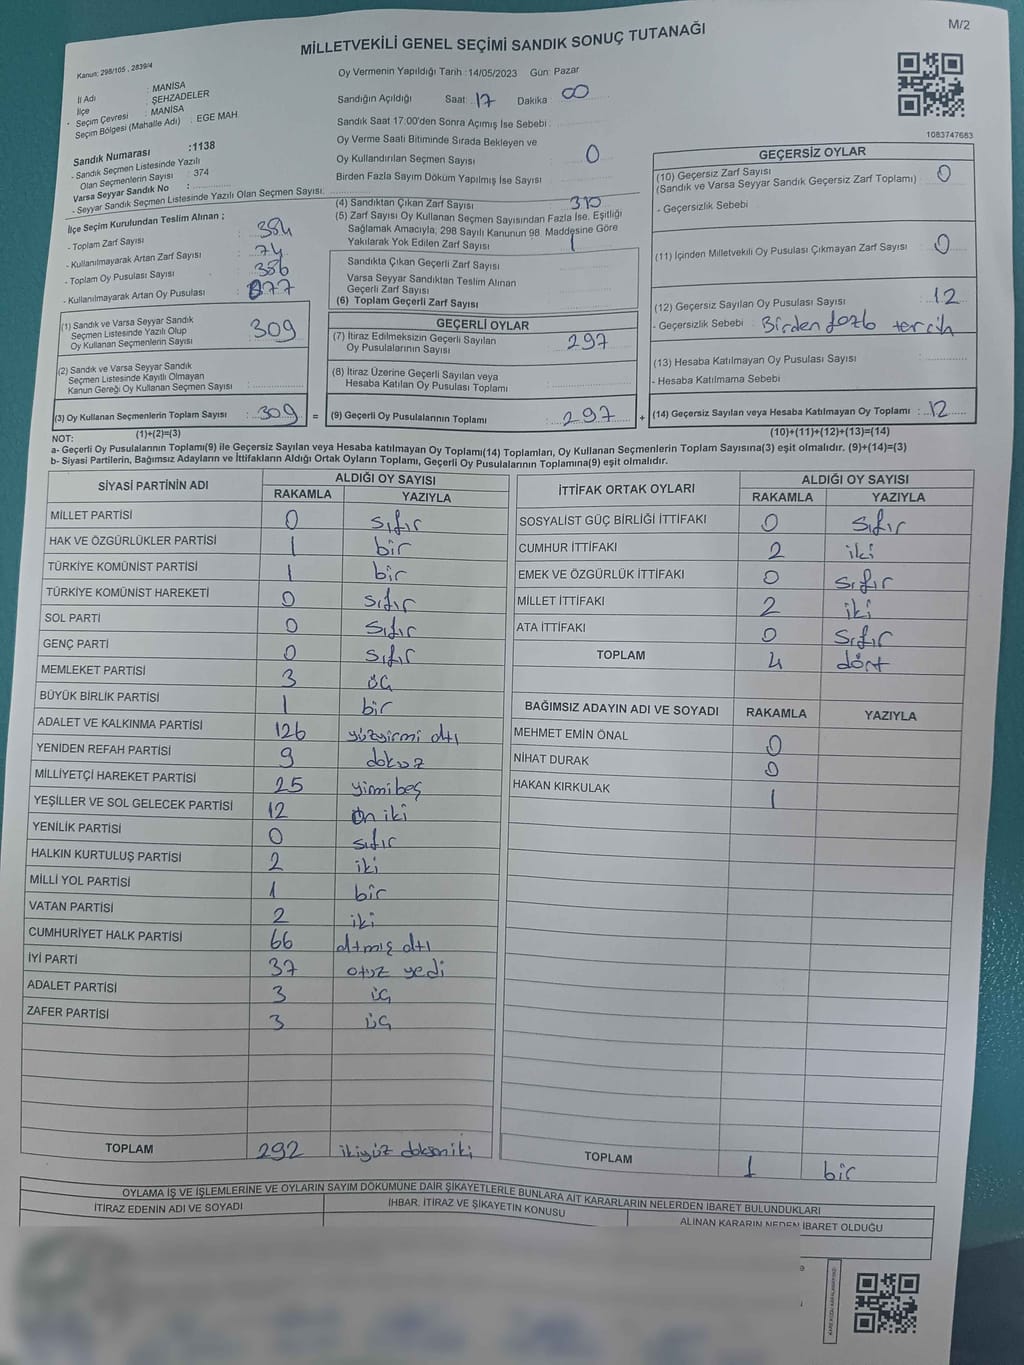 M/2
MİLLETVEKİLİ GENEL SEÇİMİ SANDIK SONUÇ TUTANAĞI
Kanun: 298/105 , 2839/4
İl Adı : MANİSA
İlçe : ŞEHZADELER
Seçim Çevresi : MANİSA
Seçim Bölgesi (Mahalle Adı) : EGE MAH.
Sandık Numarası :1138
- Sandık Seçmen Listesinde Yazılı
Olan Seçmenlerin Sayısı : 374
Varsa Seyyar Sandık No :
- Seyyar Sandık Seçmen Listesinde Yazılı Olan Seçmen Sayısı:
Oy Vermenin Yapıldığı Tarih :14/05/2023 Gün: Pazar
Sandığın Açıldığı Saat :17 Dakika :00
Sandık Saat 17:00'den Sonra Açımış İse Sebebi :
Oy Verme Saati Bitiminde Sırada Bekleyen ve
Oy Kullandırılan Seçmen Sayısı : 0
Birden Fazla Sayım Döküm Yapılmış İse Sayısı :
1083747683
İlçe Seçim Kurulundan Teslim Alınan ;
- Toplam Zarf Sayısı : 384
- Kullanılmayarak Artan Zarf Sayısı : 74
- Toplam Oy Pusulası Sayısı : 386
- Kullanılmayarak Artan Oy Pusulası : 77
(4) Sandıktan Çıkan Zarf Sayısı : 310
(5) Zarf Sayısı Oy Kullanan Seçmen Sayısından Fazla İse, Eşitliği
Sağlamak Amacıyla, 298 Sayılı Kanunun 98. Maddesine Göre
Yakılarak Yok Edilen Zarf Sayısı : 1
Sandıkta Çıkan Geçerli Zarf Sayısı
Varsa Seyyar Sandıktan Teslim Alınan
Geçerli Zarf Sayısı
(6) Toplam Geçerli Zarf Sayısı
GEÇERSİZ OYLAR
(10) Geçersiz Zarf Sayısı : 0
(Sandık ve Varsa Seyyar Sandık Geçersiz Zarf Toplamı)
- Geçersizlik Sebebi :
(11) İçinden Milletvekili Oy Pusulası Çıkmayan Zarf Sayısı : 0
(12) Geçersiz Sayılan Oy Pusulası Sayısı : 12
- Geçersizlik Sebebi : Birden fazla tercih
(13) Hesaba Katılmayan Oy Pusulası Sayısı :
- Hesaba Katılmama Sebebi :
(14) Geçersiz Sayılan veya Hesaba Katılmayan Oy Toplamı : 12
(10)+(11)+(12)+(13)=(14)
(1) Sandık ve Varsa Seyyar Sandık
Seçmen Listesinde Yazılı Olup
Oy Kullanan Seçmenlerin Sayısı : 309
(2) Sandık ve Varsa Seyyar Sandık
Seçmen Listesinde Kayıtlı Olmayan
Kanun Gereği Oy Kullanan Seçmen Sayısı :
(3) Oy Kullanan Seçmenlerin Toplam Sayısı : 309 =
(1)+(2)=(3)
GEÇERLİ OYLAR
(7) İtiraz Edilmeksizin Geçerli Sayılan
Oy Pusulalarının Sayısı : 297
(8) İtiraz Üzerine Geçerli Sayılan veya
Hesaba Katılan Oy Pusulası Toplamı :
(9) Geçerli Oy Pusulalarının Toplamı : 297 +
NOT:
a- Geçerli Oy Pusulalarının Toplamı(9) ile Geçersiz Sayılan veya Hesaba katılmayan Oy Toplamı(14) Toplamları, Oy Kullanan Seçmenlerin Toplam Sayısına(3) eşit olmalıdır. (9)+(14)=(3)
b- Siyasi Partilerin, Bağımsız Adayların ve İttifakların Aldığı Ortak Oyların Toplamı, Geçerli Oy Pusulalarının Toplamına(9) eşit olmalıdır.
SİYASİ PARTİNİN ADI ALDIĞI OY SAYISI
RAKAMLA YAZIYLA
MİLLET PARTİSİ 0 sıfır
HAK VE ÖZGÜRLÜKLER PARTİSİ 1 bir
TÜRKİYE KOMÜNİST PARTİSİ 1 bir
TÜRKİYE KOMÜNİST HAREKETİ 0 sıfır
SOL PARTİ 0 sıfır
GENÇ PARTİ 0 sıfır
MEMLEKET PARTİSİ 3 üç
BÜYÜK BİRLİK PARTİSİ 1 bir
ADALET VE KALKINMA PARTİSİ 126 yüzyirmi altı
YENİDEN REFAH PARTİSİ 9 dokuz
MİLLİYETÇİ HAREKET PARTİSİ 25 yirmibeş
YEŞİLLER VE SOL GELECEK PARTİSİ 12 on iki
YENİLİK PARTİSİ 0 sıfır
HALKIN KURTULUŞ PARTİSİ 2 iki
MİLLİ YOL PARTİSİ 1 bir
VATAN PARTİSİ 2 iki
CUMHURİYET HALK PARTİSİ 66 altmış altı
İYİ PARTİ 37 otuz yedi
ADALET PARTİSİ 3 üç
ZAFER PARTİSİ 3 üç
TOPLAM 292 ikiyüz doksan iki
İTTİFAK ORTAK OYLARI ALDIĞI OY SAYISI
RAKAMLA YAZIYLA
SOSYALİST GÜÇ BİRLİĞİ İTTİFAKI 0 sıfır
CUMHUR İTTİFAKI 2 iki
EMEK VE ÖZGÜRLÜK İTTİFAKI 0 sıfır
MİLLET İTTİFAKI 2 iki
ATA İTTİFAKI 0 sıfır
TOPLAM 4 dört
BAĞIMSIZ ADAYIN ADI VE SOYADI RAKAMLA YAZIYLA
MEHMET EMİN ÖNAL 0
NİHAT DURAK 0
HAKAN KIRKULAK 1
TOPLAM 1 bir
OYLAMA İŞ VE İŞLEMLERİNE VE OYLARIN SAYIM DÖKÜMÜNE DAİR ŞİKAYETLERLE BUNLARA AİT KARARLARIN NELERDEN İBARET BULUNDUKLARI
İTİRAZ EDENİN ADI VE SOYADI İHBAR, İTİRAZ VE ŞİKAYETİN KONUSU ALINAN KARARIN NEDEN İBARET OLDUĞU